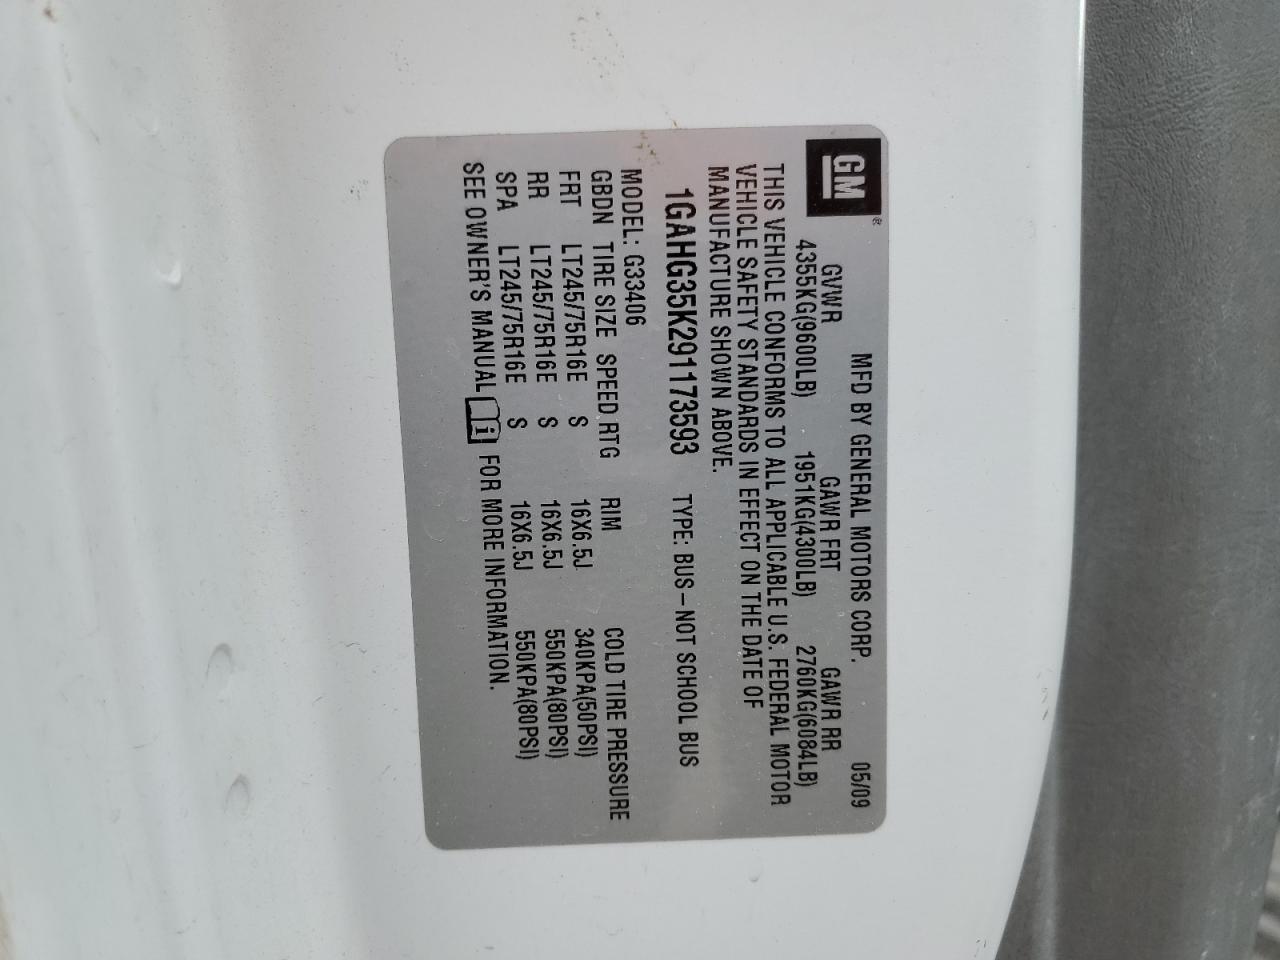 GM®
MFD BY GENERAL MOTORS CORP. 05/09
GVWR GAWR FRT GAWR RR
4355KG(9600LB) 1951KG(4300LB) 2760KG(6084LB)
THIS VEHICLE CONFORMS TO ALL APPLICABLE U.S. FEDERAL MOTOR
VEHICLE SAFETY STANDARDS IN EFFECT ON THE DATE OF
MANUFACTURE SHOWN ABOVE.
1GAHG35K291173593 TYPE: BUS-NOT SCHOOL BUS
MODEL: G33406
GBDN TIRE SIZE SPEED RTG RIM COLD TIRE PRESSURE
FRT LT245/75R16E S 16X6.5J 340KPA(50PSI)
RR LT245/75R16E S 16X6.5J 550KPA(80PSI)
SPA LT245/75R16E S 16X6.5J 550KPA(80PSI)
SEE OWNER'S MANUAL i FOR MORE INFORMATION.